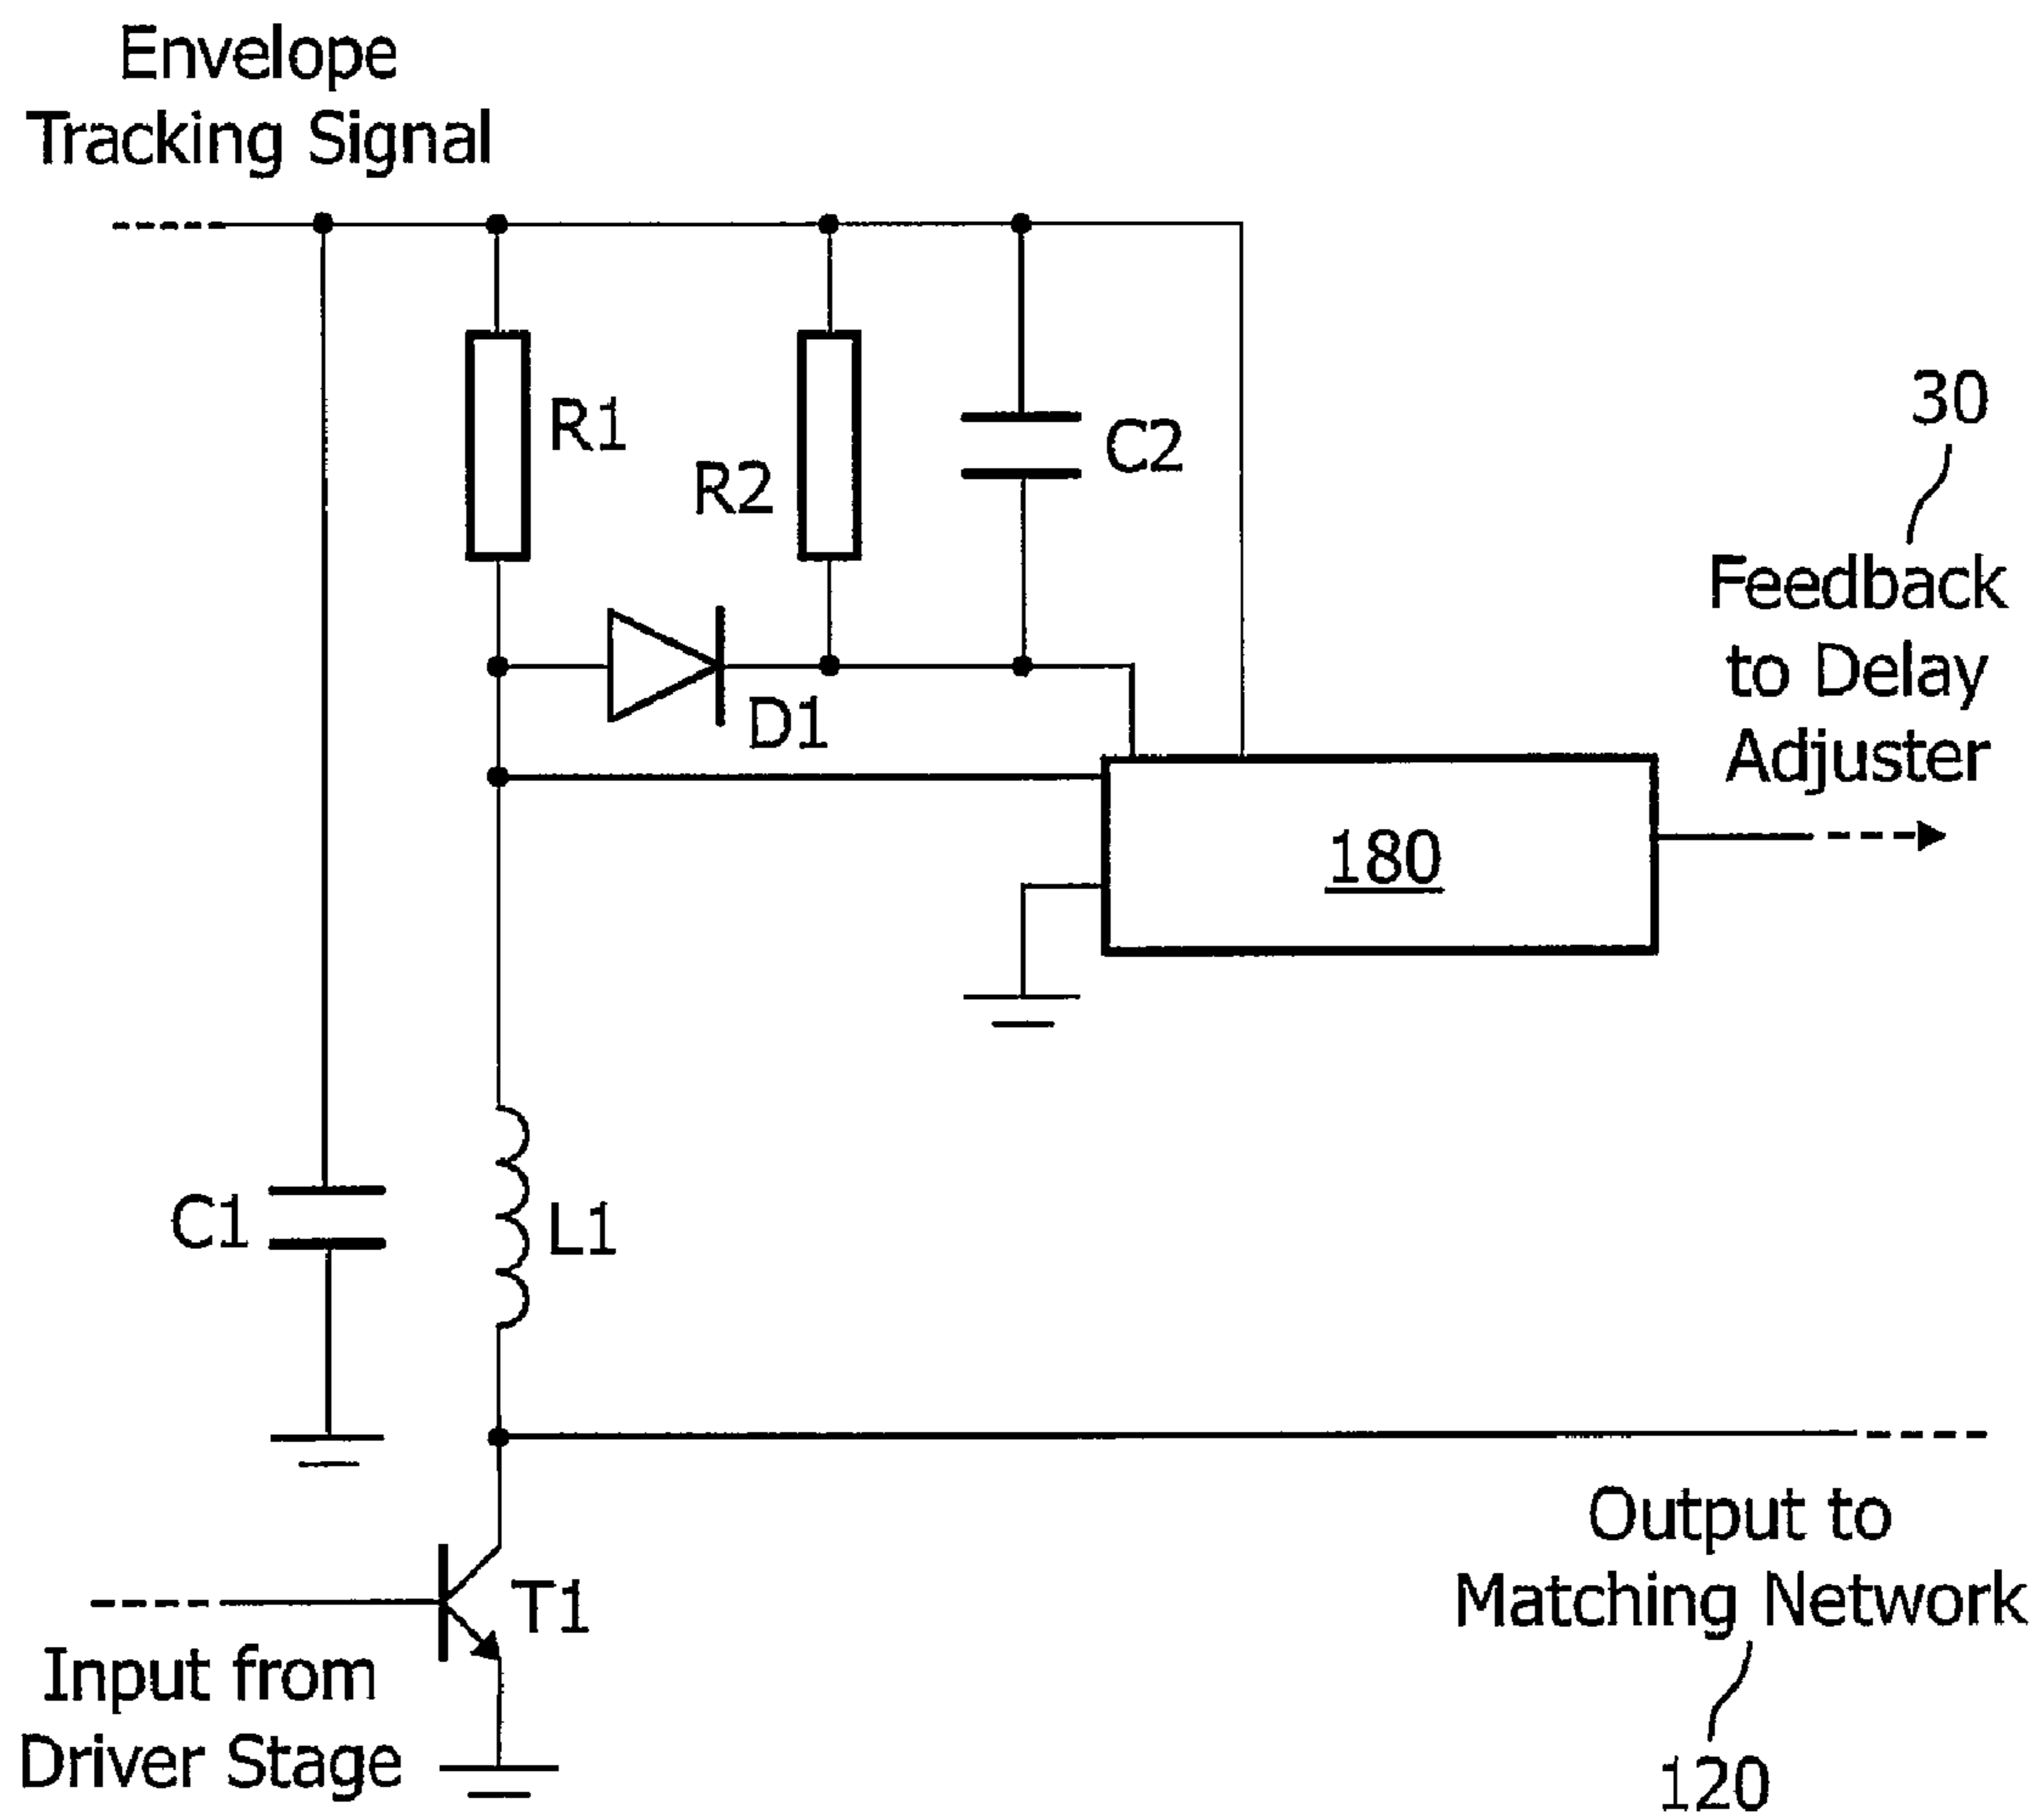 Envelope
Tracking Signal
R1
R2
C2
D1
30
Feedback
to Delay
Adjuster
180
C1
L1
T1
Input from
Driver Stage
Output to
Matching Network
120